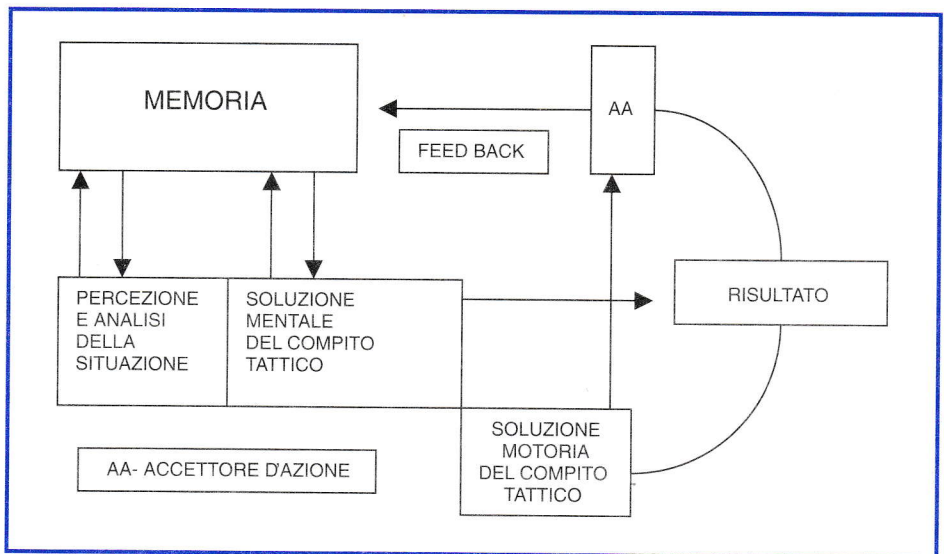 MEMORIA
AA
FEED BACK
PERCEZIONE
E ANALISI
DELLA
SITUAZIONE
SOLUZIONE
MENTALE
DEL COMPITO
TATTICO
RISULTATO
SOLUZIONE
MOTORIA
DEL COMPITO
TATTICO
AA- ACCETTORE D'AZIONE